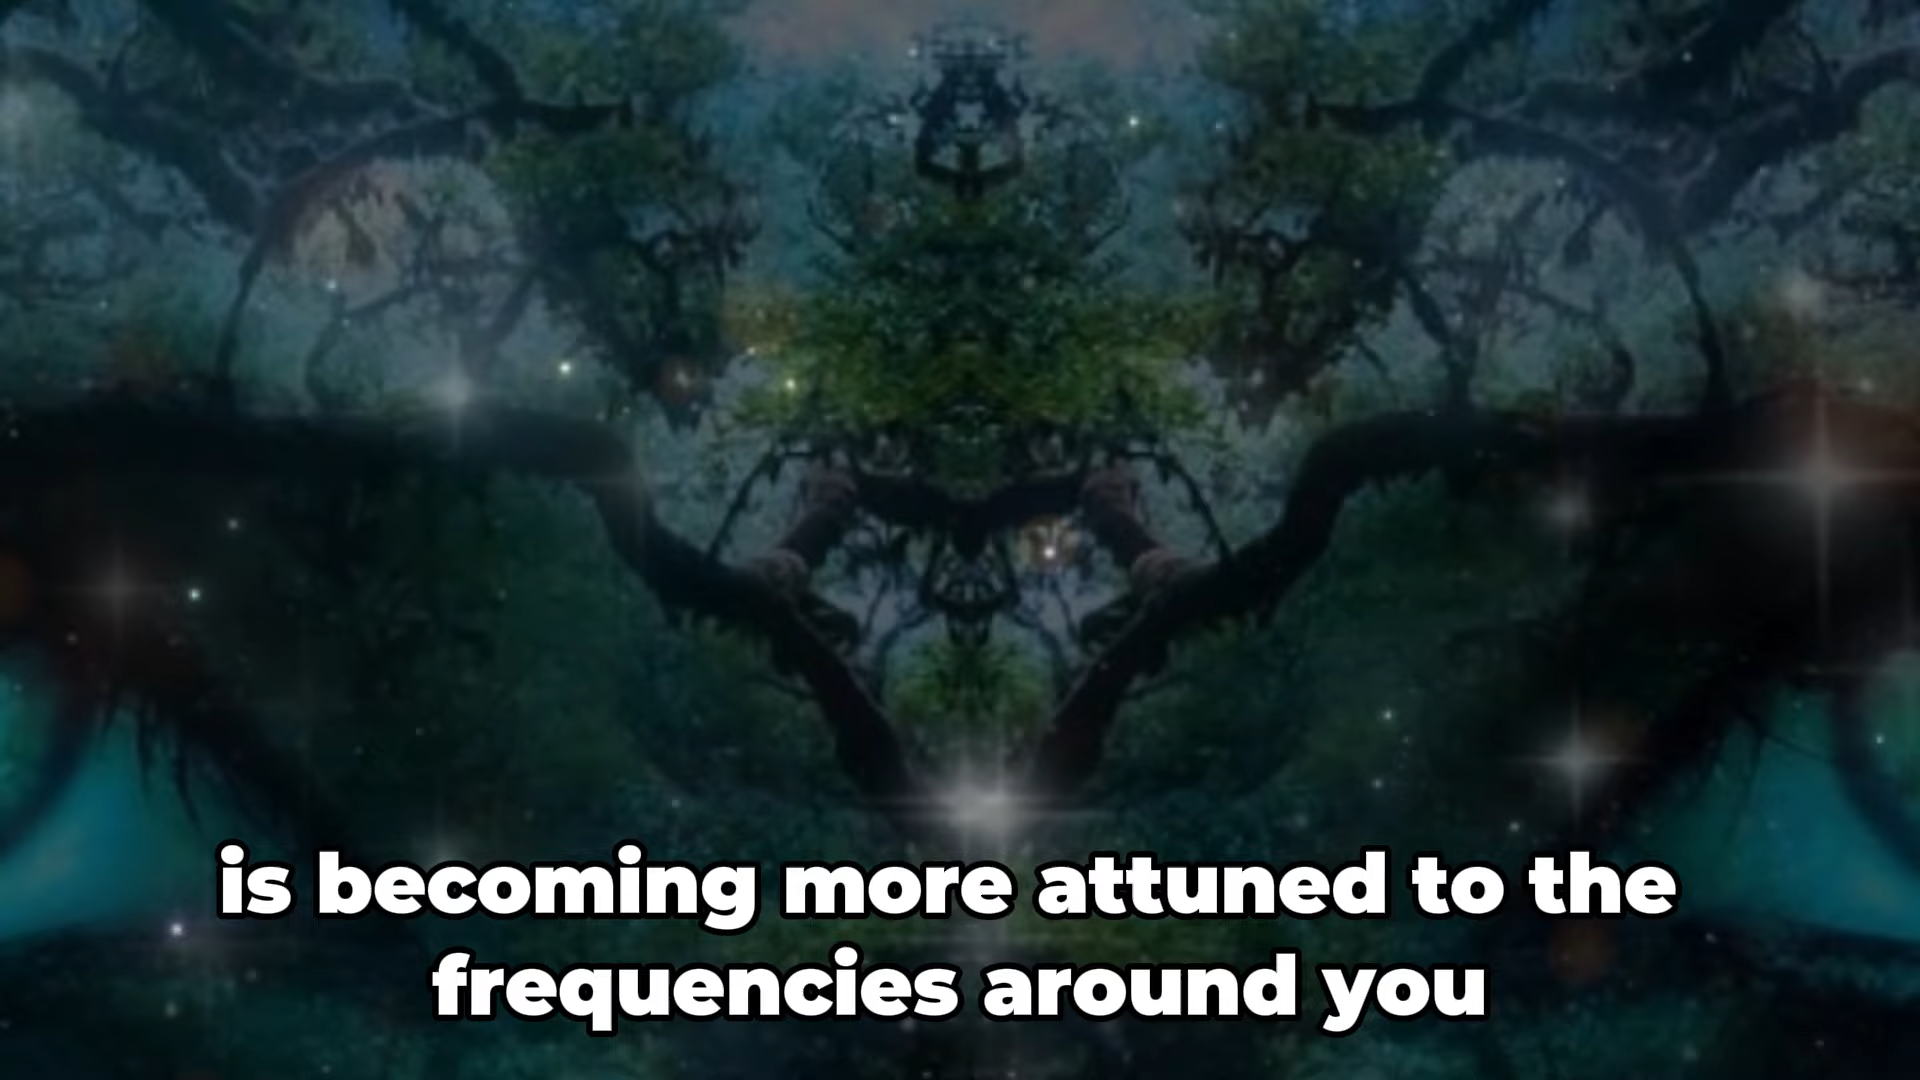 is becoming more attuned to the
frequencies around you